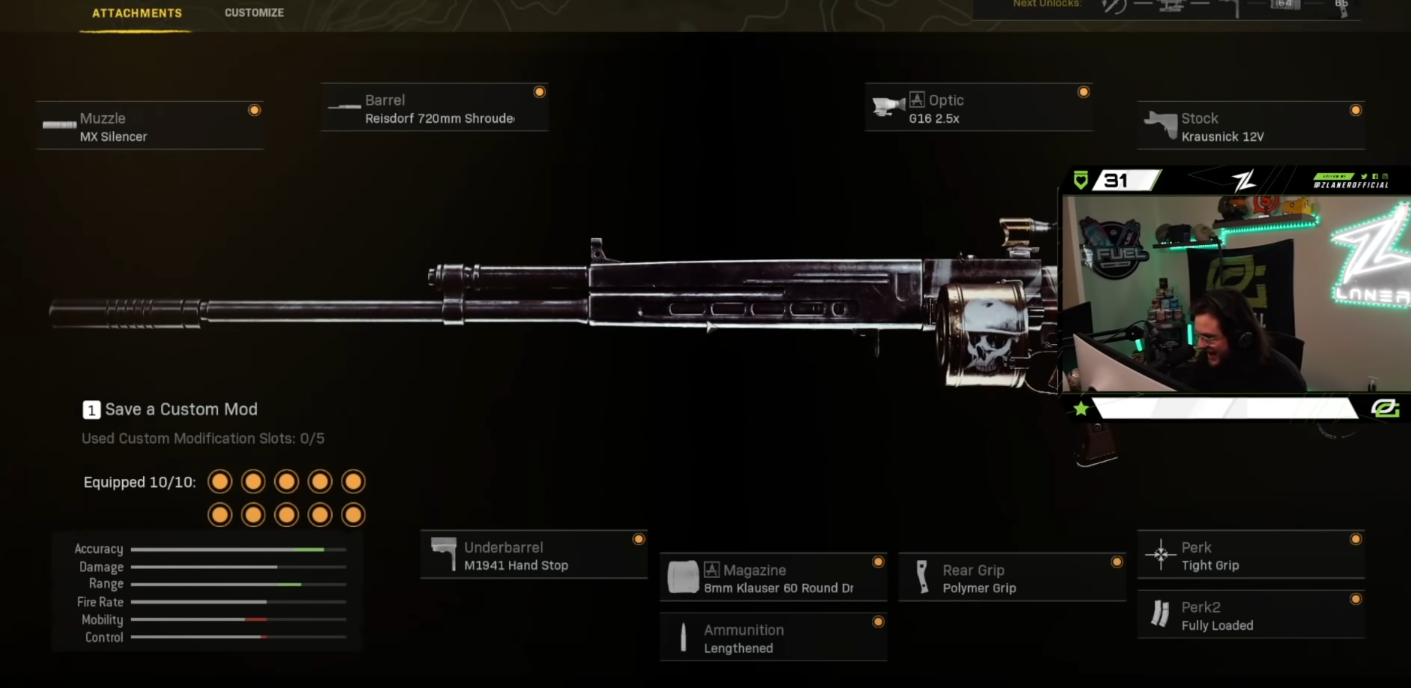 ATTACHMENTS
CUSTOMIZE
Next Unlocks:
64
65
Muzzle
MX Silencer
Barrel
Reisdorf 720mm Shroude
Optic
G16 2.5x
Stock
Krausnick 12V
31
@ZLANEROFFICIAL
FUEL
LNNER
1 Save a Custom Mod
Used Custom Modification Slots: 0/5
Equipped 10/10:
Accuracy
Damage
Range
Fire Rate
Mobility
Control
Underbarrel
M1941 Hand Stop
Magazine
8mm Klauser 60 Round Dr
Ammunition
Lengthened
Rear Grip
Polymer Grip
Perk
Tight Grip
Perk2
Fully Loaded